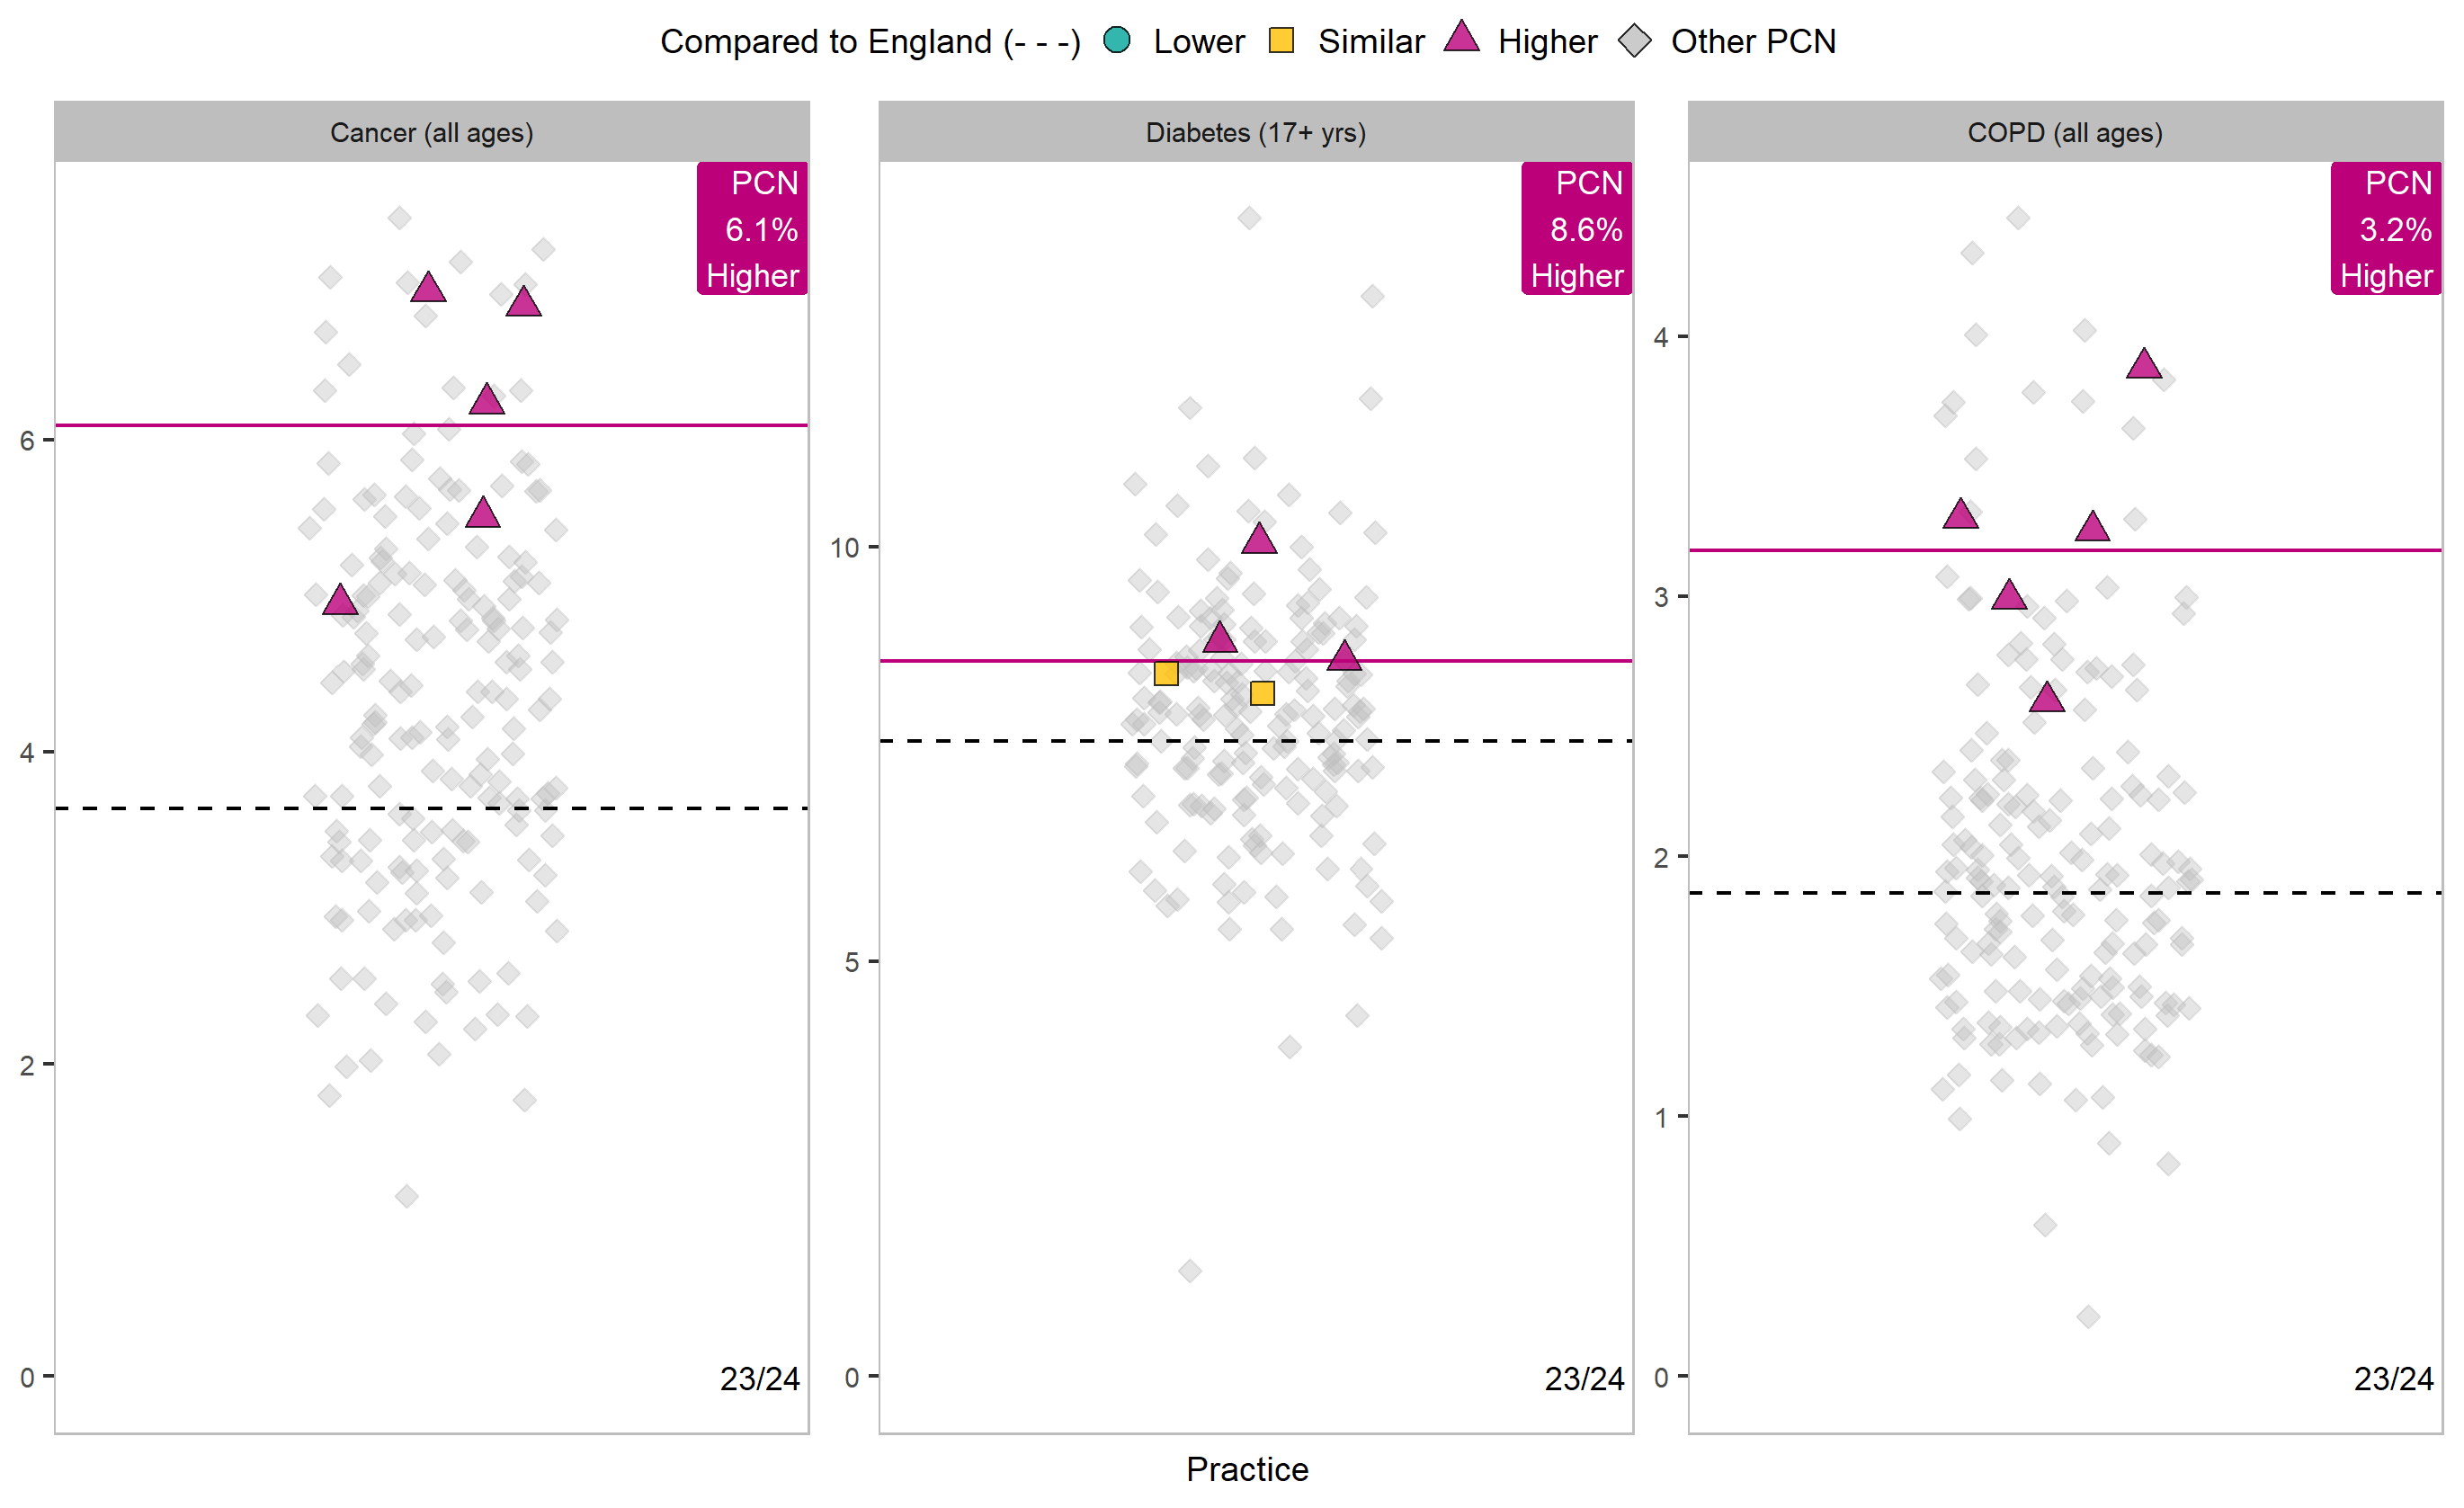 Compared to England (- - -) Lower Similar Higher Other PCN
Cancer (all ages)
PCN
6.1%
Higher
6
4
2
0
23/24
Diabetes (17+ yrs)
PCN
8.6%
Higher
10
5
0
23/24
COPD (all ages)
PCN
3.2%
Higher
4
3
2
1
0
23/24
Practice